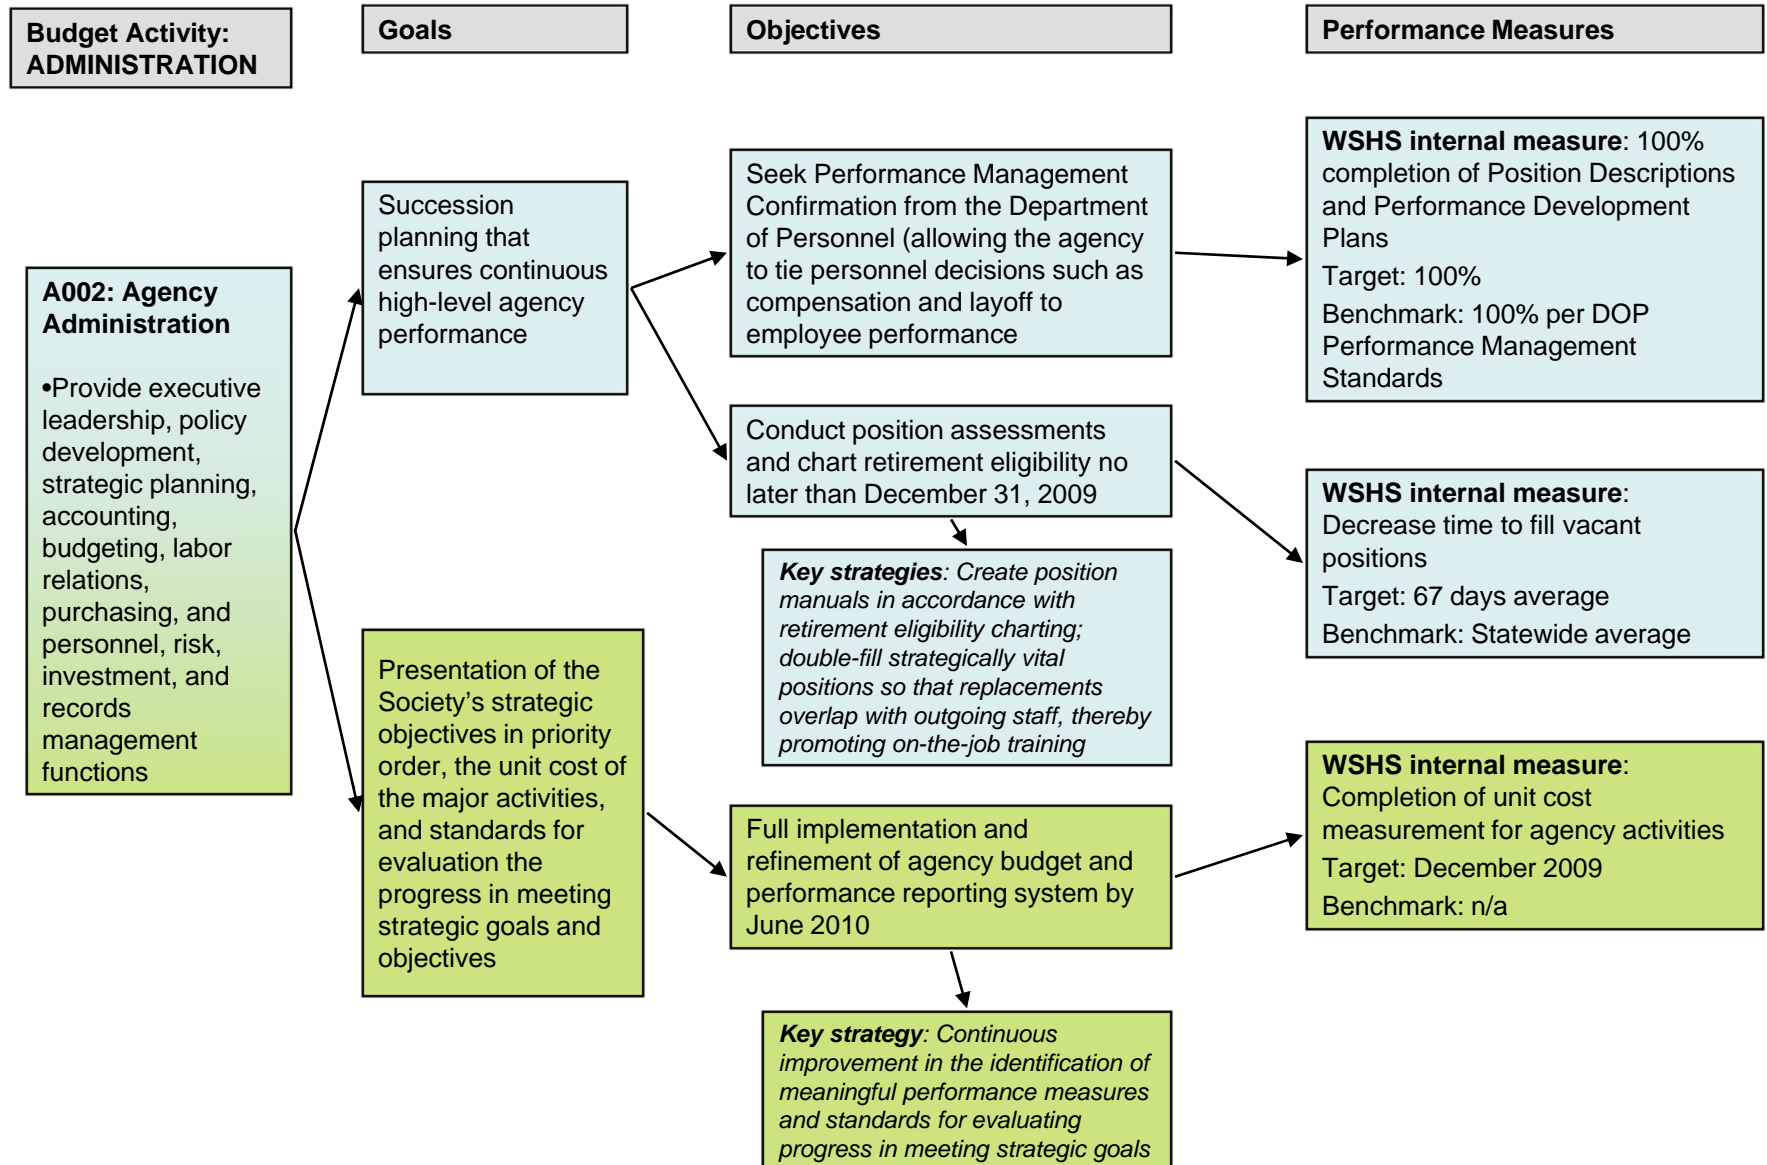 Budget Activity:
ADMINISTRATION
Goals
Objectives
Performance Measures
A002: Agency
Administration
•Provide executive
leadership, policy
development,
strategic planning,
accounting,
budgeting, labor
relations,
purchasing, and
personnel, risk,
investment, and
records
management
functions
Succession
planning that
ensures continuous
high-level agency
performance
Presentation of the
Society’s strategic
objectives in priority
order, the unit cost of
the major activities,
and standards for
evaluation the
progress in meeting
strategic goals and
objectives
Seek Performance Management
Confirmation from the Department
of Personnel (allowing the agency
to tie personnel decisions such as
compensation and layoff to
employee performance
Conduct position assessments
and chart retirement eligibility no
later than December 31, 2009
Key strategies: Create position
manuals in accordance with
retirement eligibility charting;
double-fill strategically vital
positions so that replacements
overlap with outgoing staff, thereby
promoting on-the-job training
Full implementation and
refinement of agency budget and
performance reporting system by
June 2010
Key strategy: Continuous
improvement in the identification of
meaningful performance measures
and standards for evaluating
progress in meeting strategic goals
WSHS internal measure: 100%
completion of Position Descriptions
and Performance Development
Plans
Target: 100%
Benchmark: 100% per DOP
Performance Management
Standards
WSHS internal measure:
Decrease time to fill vacant
positions
Target: 67 days average
Benchmark: Statewide average
WSHS internal measure:
Completion of unit cost
measurement for agency activities
Target: December 2009
Benchmark: n/a